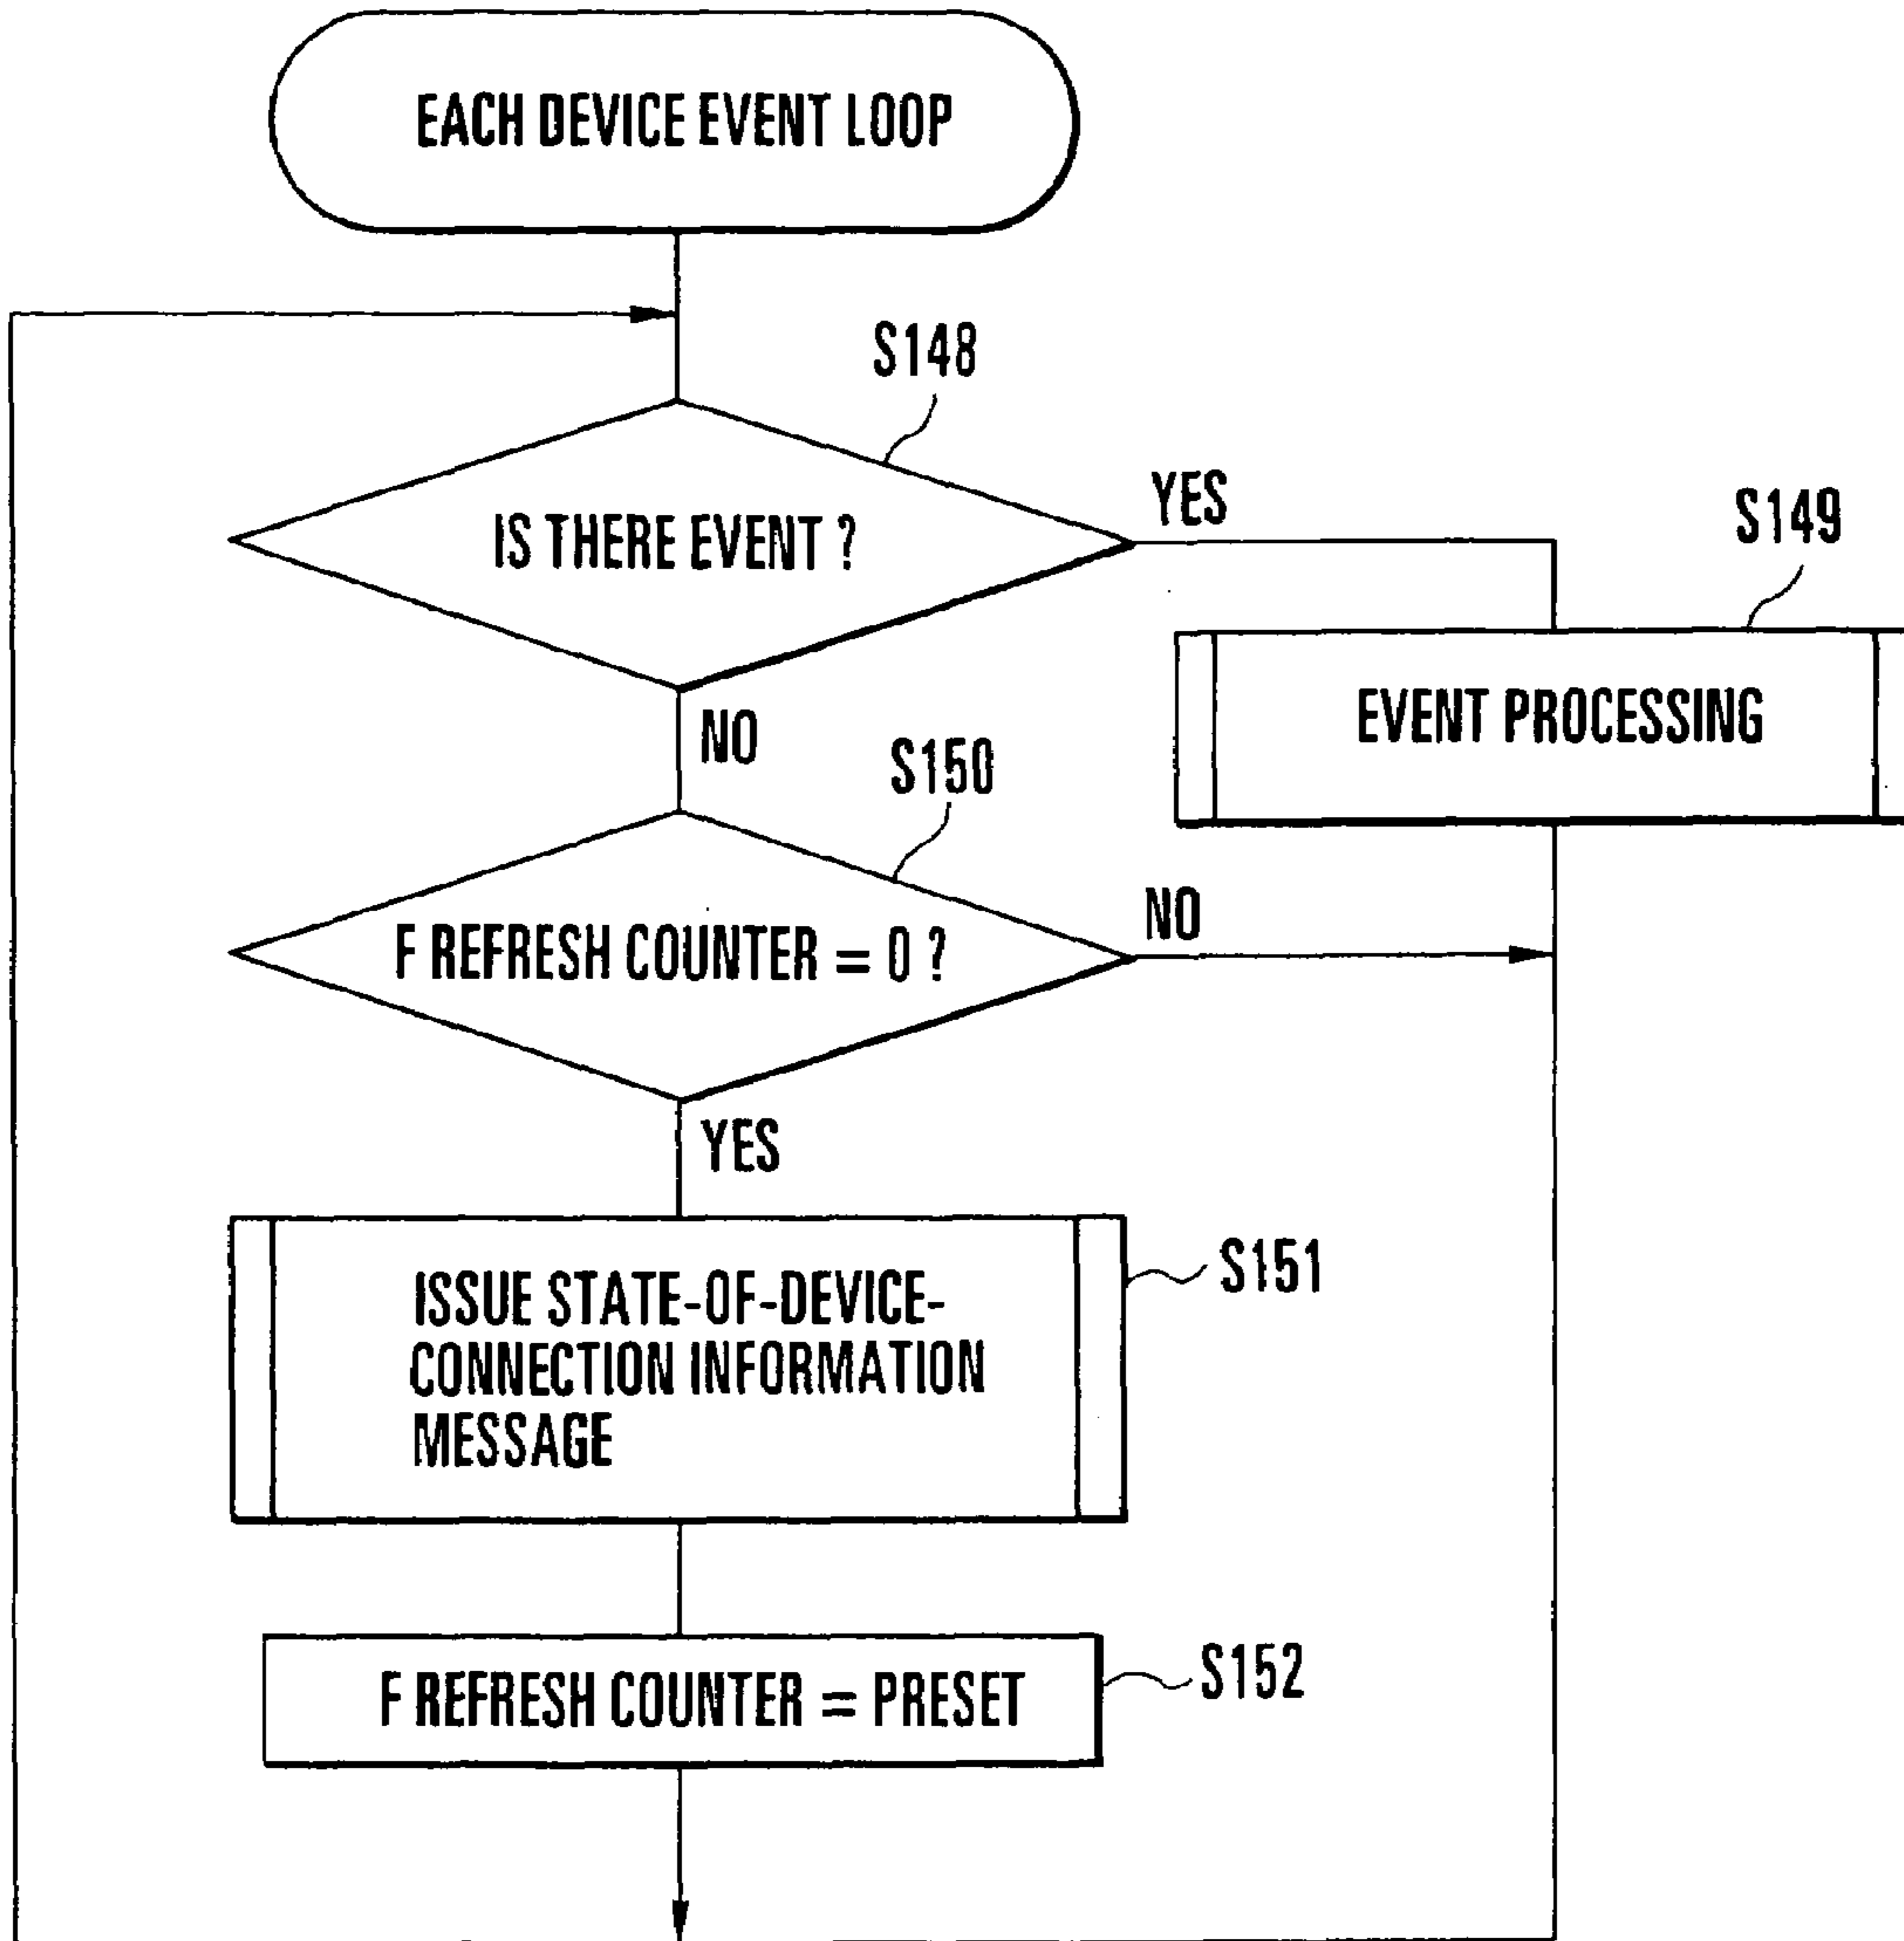 EACH DEVICE EVENT LOOP
S148
IS THERE EVENT ?
YES
S149
EVENT PROCESSING
NO
S150
F REFRESH COUNTER = 0 ?
NO
YES
ISSUE STATE-OF-DEVICE-
CONNECTION INFORMATION
MESSAGE
S151
F REFRESH COUNTER = PRESET
S152